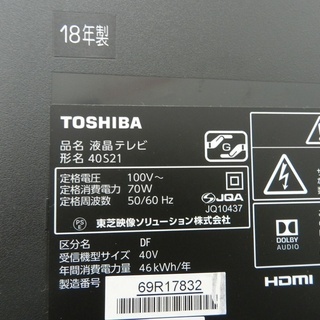 18年製
TOSHIBA
品名 液晶テレビ
形名 40S21
定格電圧 100V～
定格消費電力 70W
定格周波数 50/60 Hz
PS
E
JQA
JQ10437
東芝映像ソリューション株式会社
区分名 DF
受信機型サイズ 40V
年間消費電力量 46kWh/年
製造番号 69R17832
DOLBY
AUDIO
HDMI